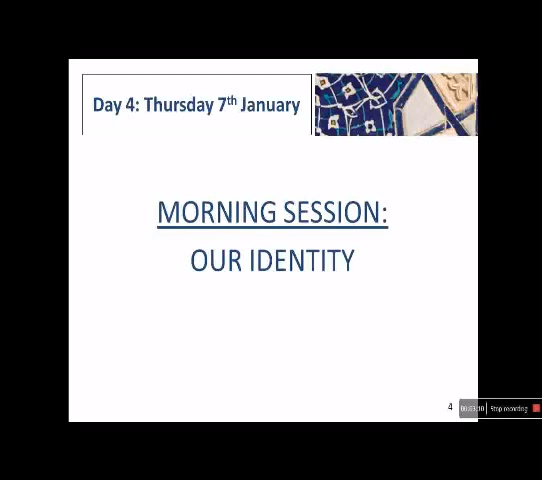 Day 4: Thursday 7th January
MORNING SESSION:
OUR IDENTITY
4
Stop recording